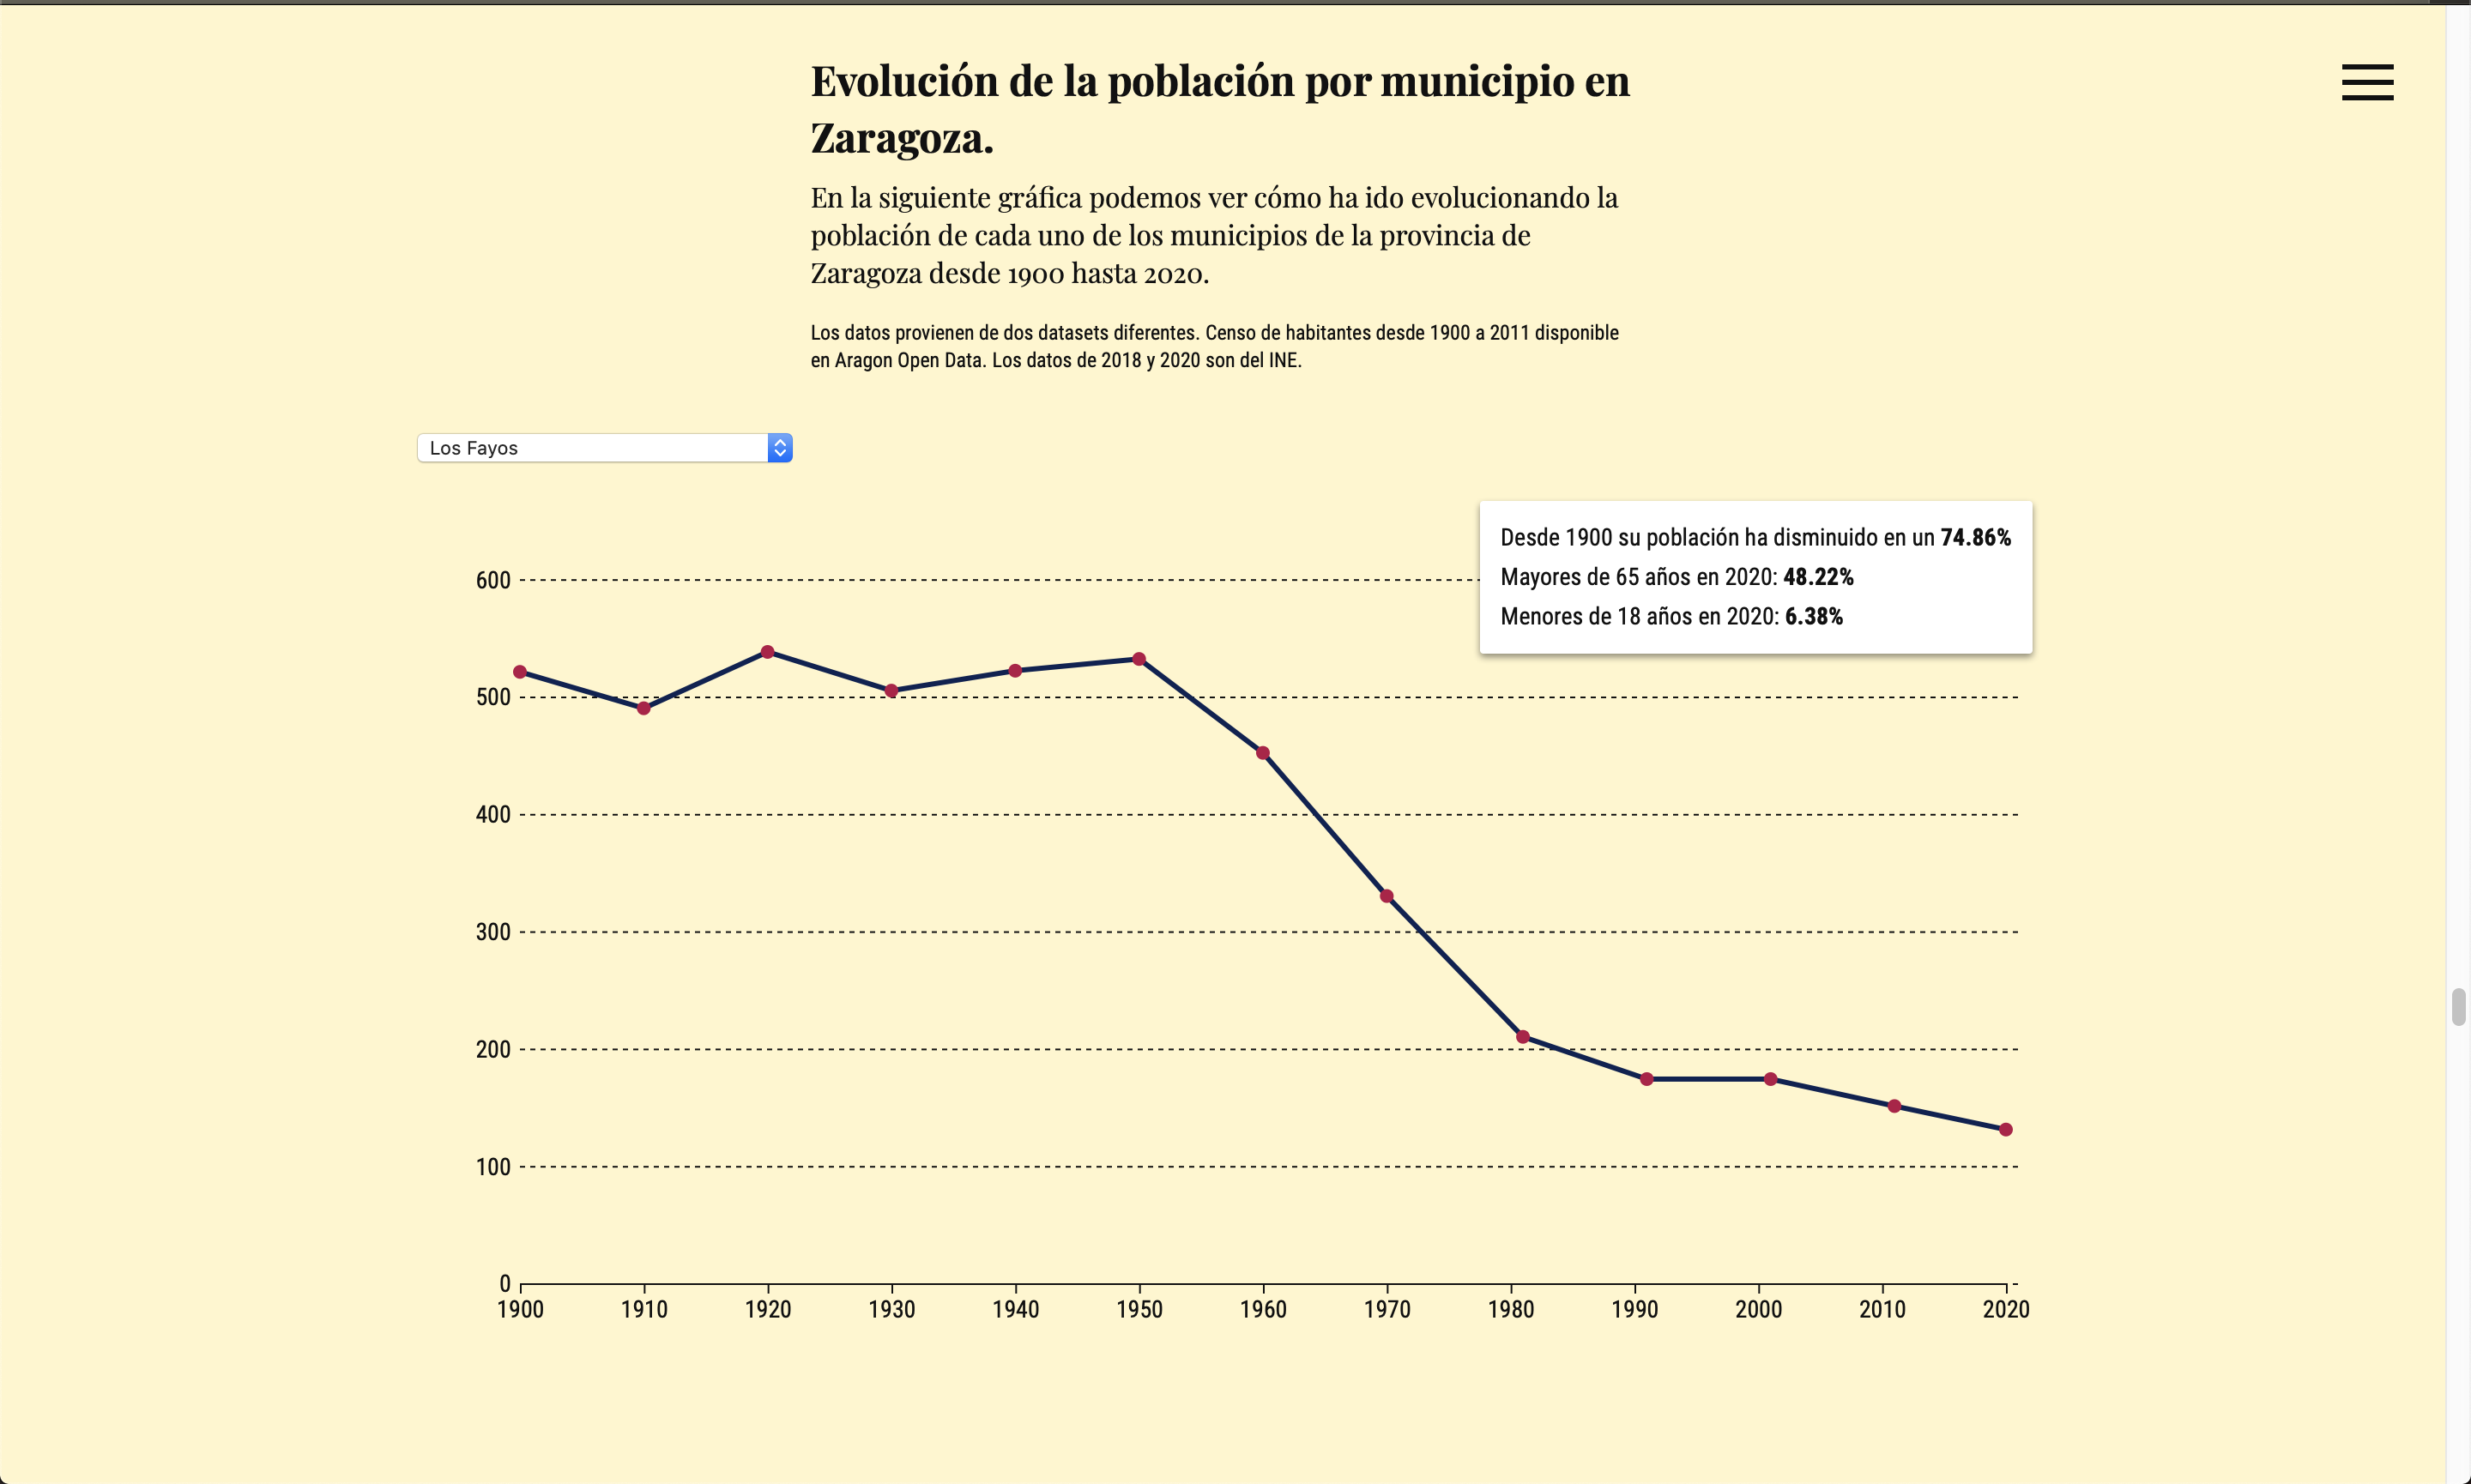 Evolución de la población por municipio en
Zaragoza.
En la siguiente gráfica podemos ver cómo ha ido evolucionando la
población de cada uno de los municipios de la provincia de
Zaragoza desde 1900 hasta 2020.
Los datos provienen de dos datasets diferentes. Censo de habitantes desde 1900 a 2011 disponible
en Aragon Open Data. Los datos de 2018 y 2020 son del INE.
Los Fayos
Desde 1900 su población ha disminuido en un 74.86%
Mayores de 65 años en 2020: 48.22%
Menores de 18 años en 2020: 6.38%
600
500
400
300
200
100
0
1900 1910 1920 1930 1940 1950 1960 1970 1980 1990 2000 2010 2020